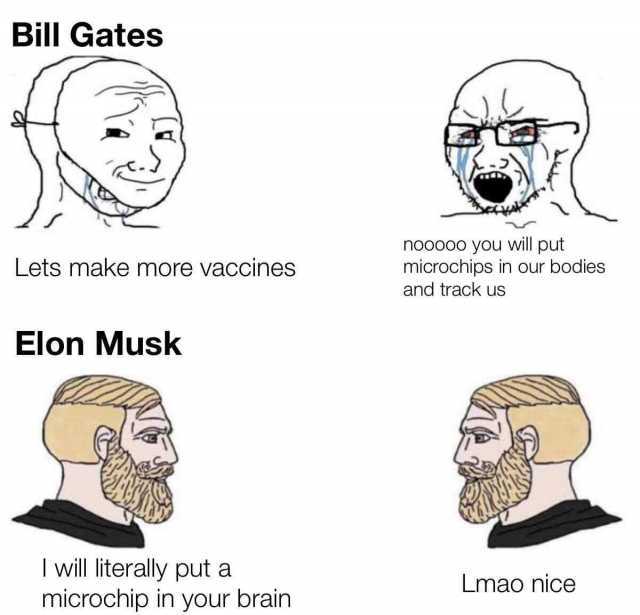 Bill Gates
Lets make more vaccines
nooooo you will put
microchips in our bodies
and track us
Elon Musk
I will literally put a
microchip in your brain
Lmao nice